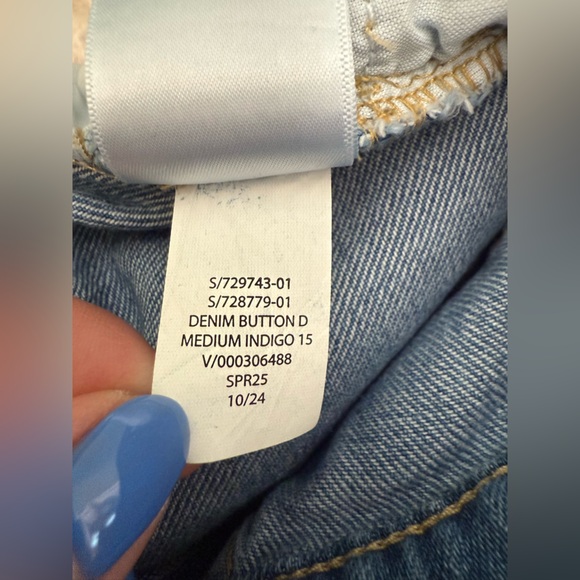 S/729743-01
S/728779-01
DENIM BUTTON D
MEDIUM INDIGO 15
V/000306488
SPR25
10/24